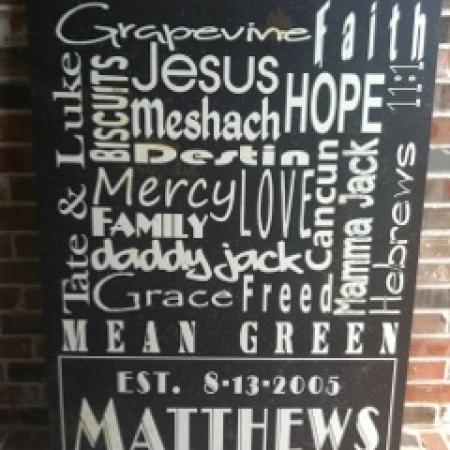 Grapevine
Faith
Tate & Luke
BISCUITS
Jesus
HOPE
11:1
Meshach
Destin
Mercy
LOVE
Cancun
Mamma Jack
Hebrews
FAMILY
daddy jack
Grace
Freed
MEAN GREEN
EST. 8·13·2005
MATTHEWS